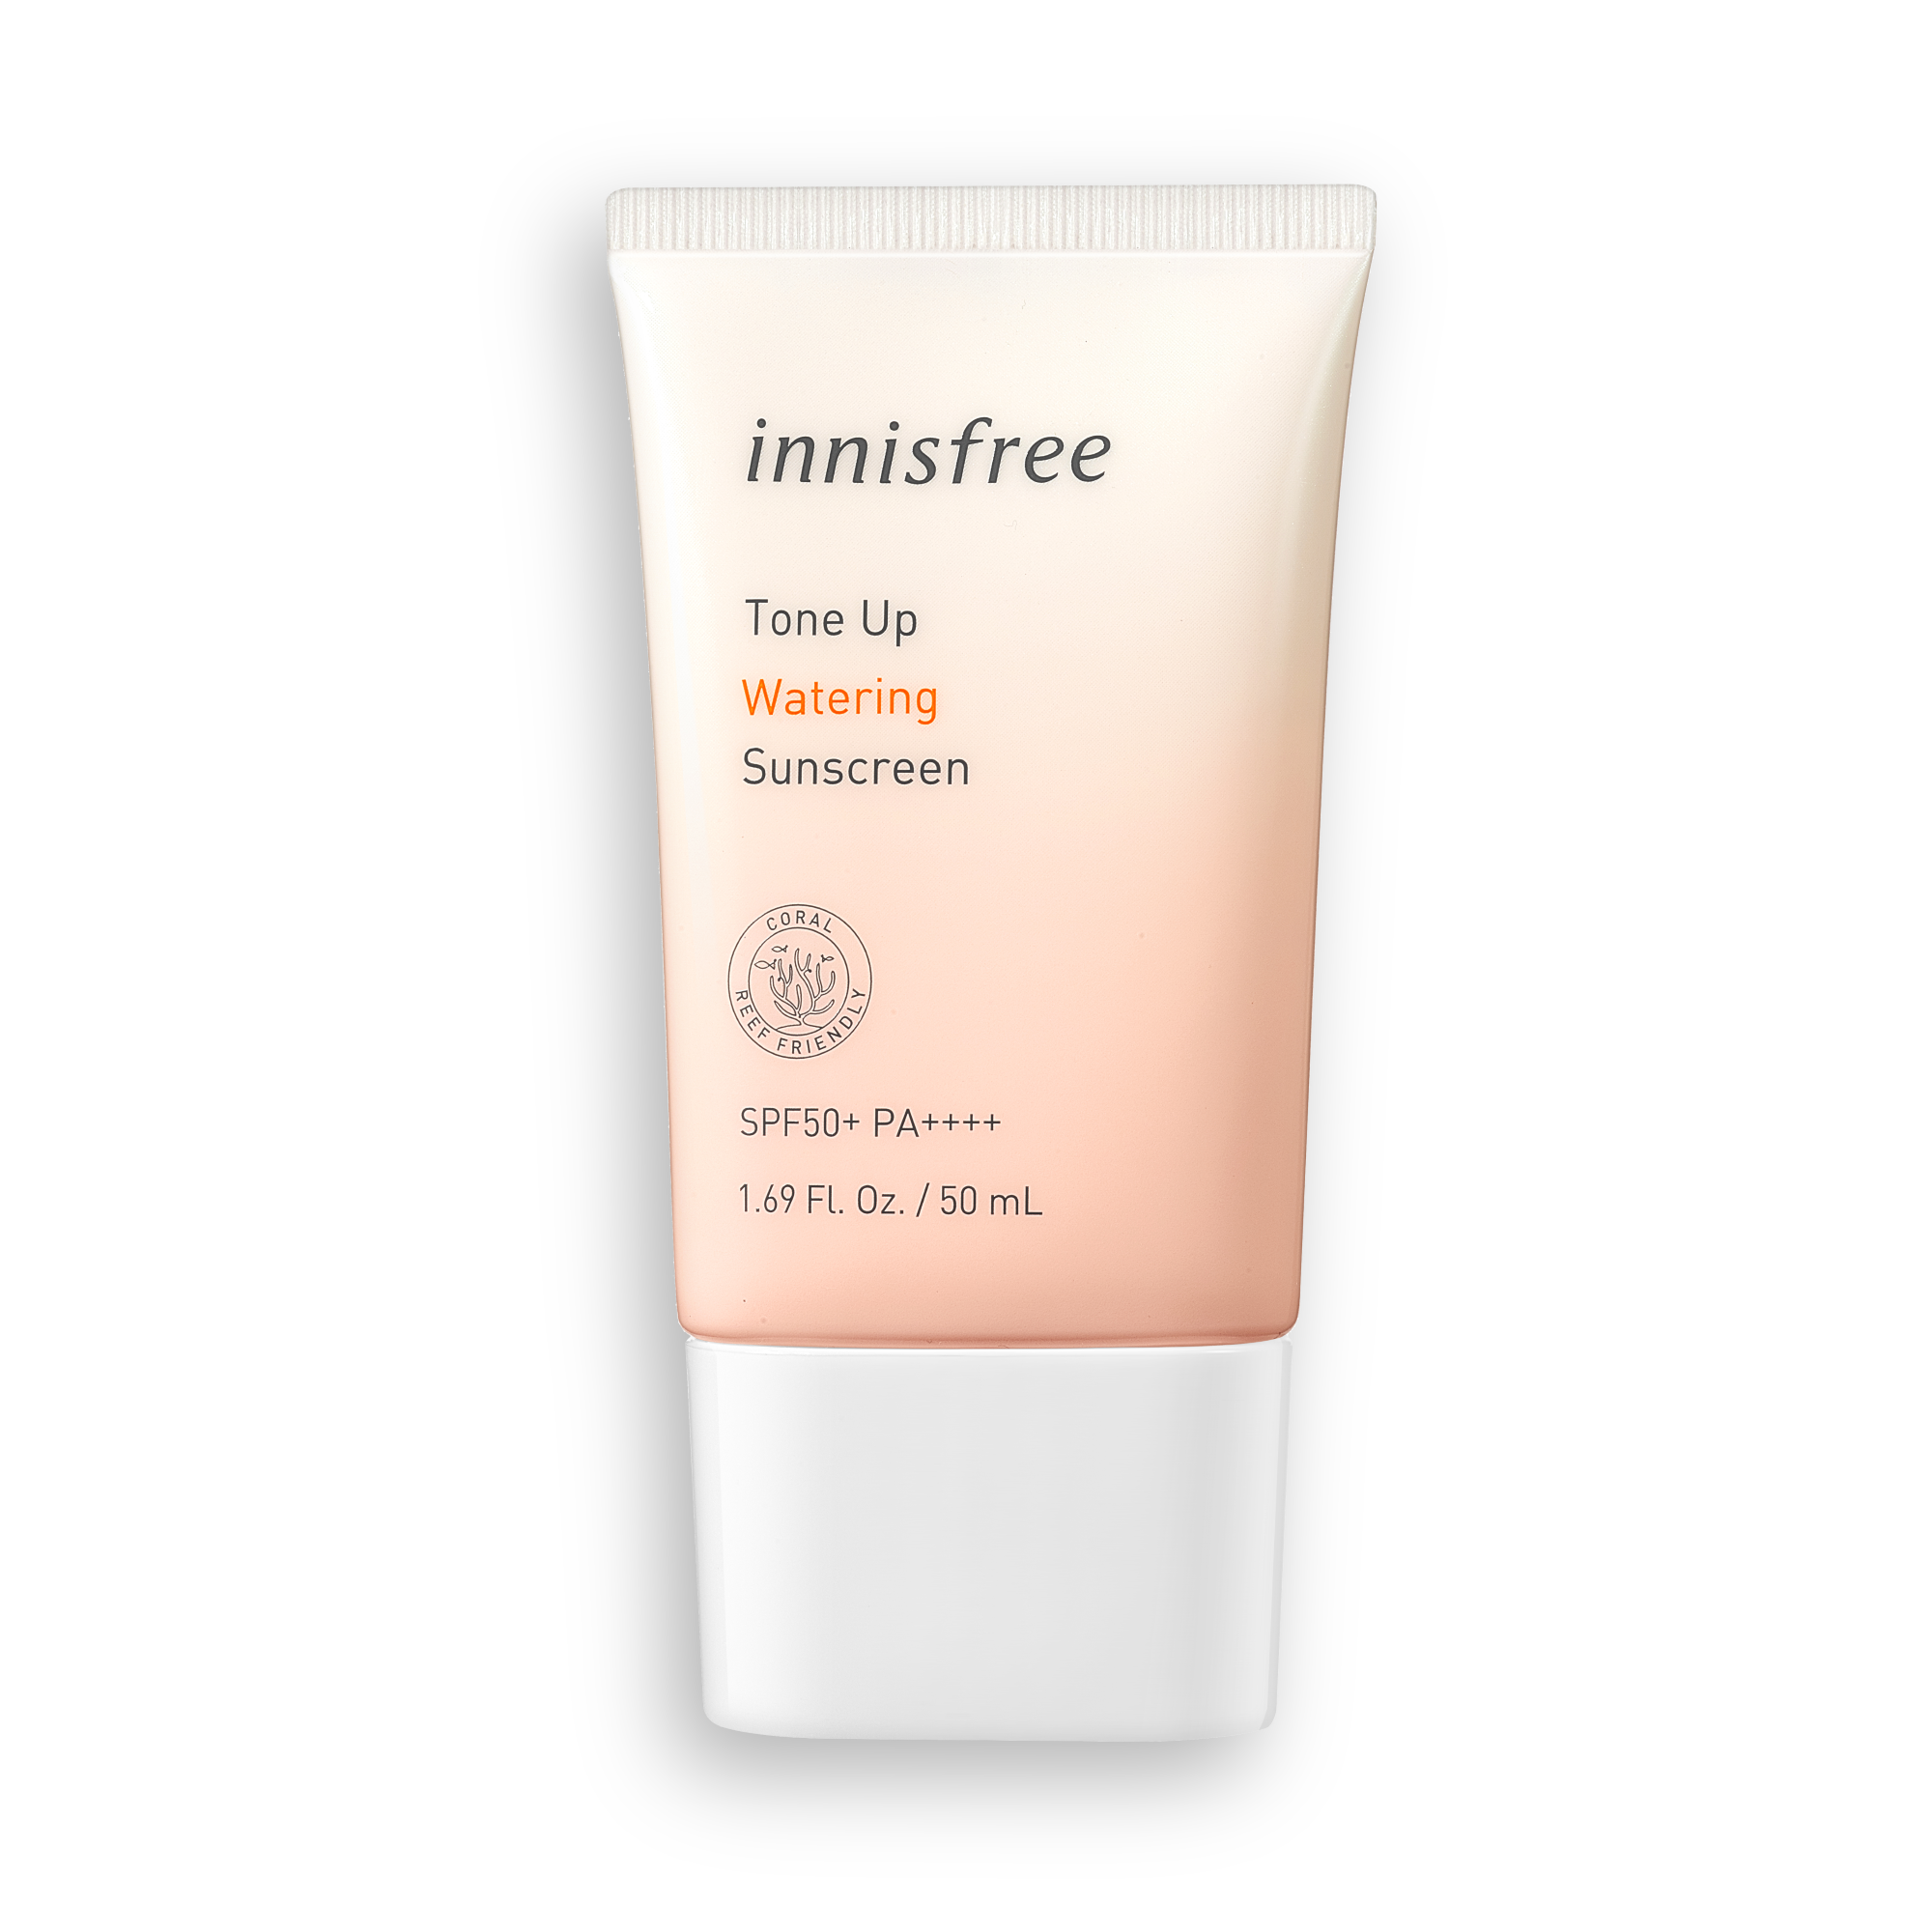 innisfree
Tone Up
Watering
Sunscreen
CORAL
REEF FRIENDLY
SPF50+ PA++++
1.69 Fl. Oz. / 50 mL